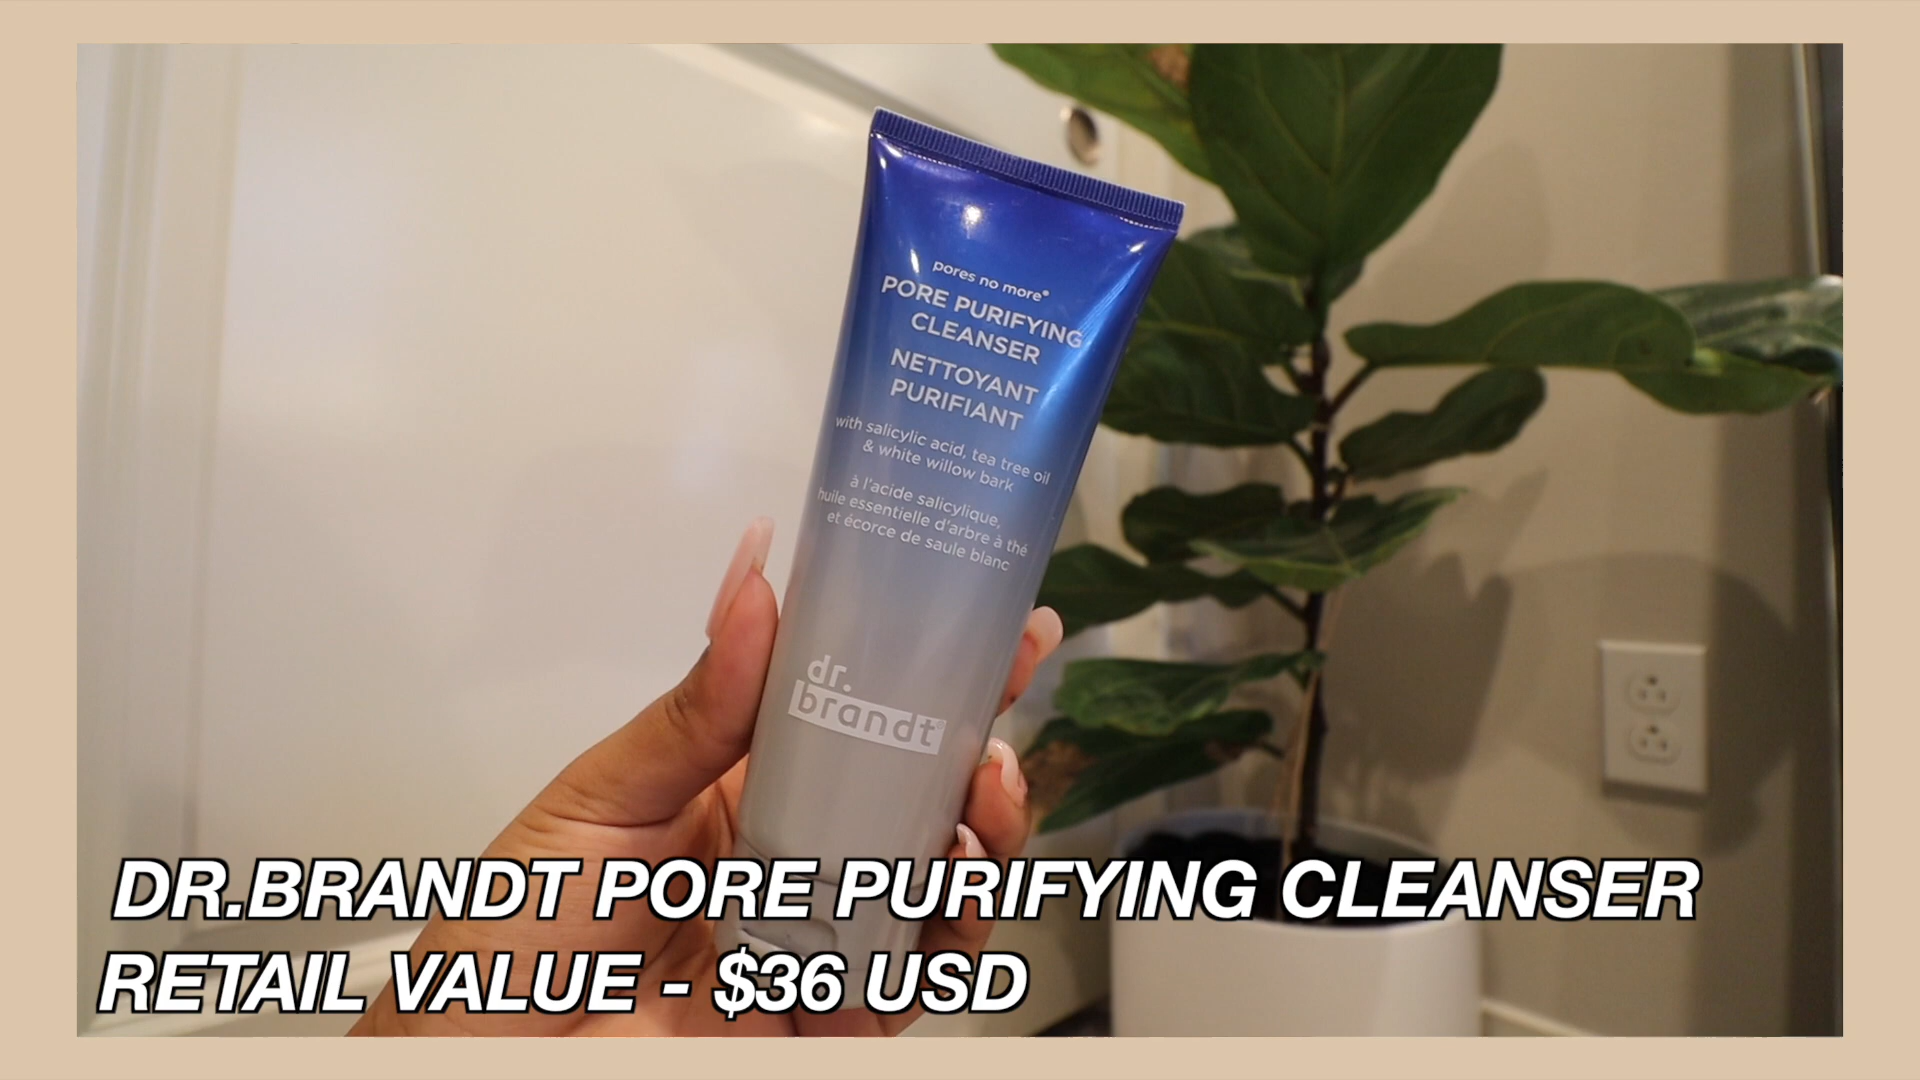 pores no more®
PORE PURIFYING
CLEANSER
NETTOYANT
PURIFIANT
with salicylic acid, tea tree oil
& white willow bark
à l'acide salicylique,
huile essentielle d'arbre à thé
et écorce de saule blanc
dr.
brandt®
DR.BRANDT PORE PURIFYING CLEANSER
RETAIL VALUE - $36 USD